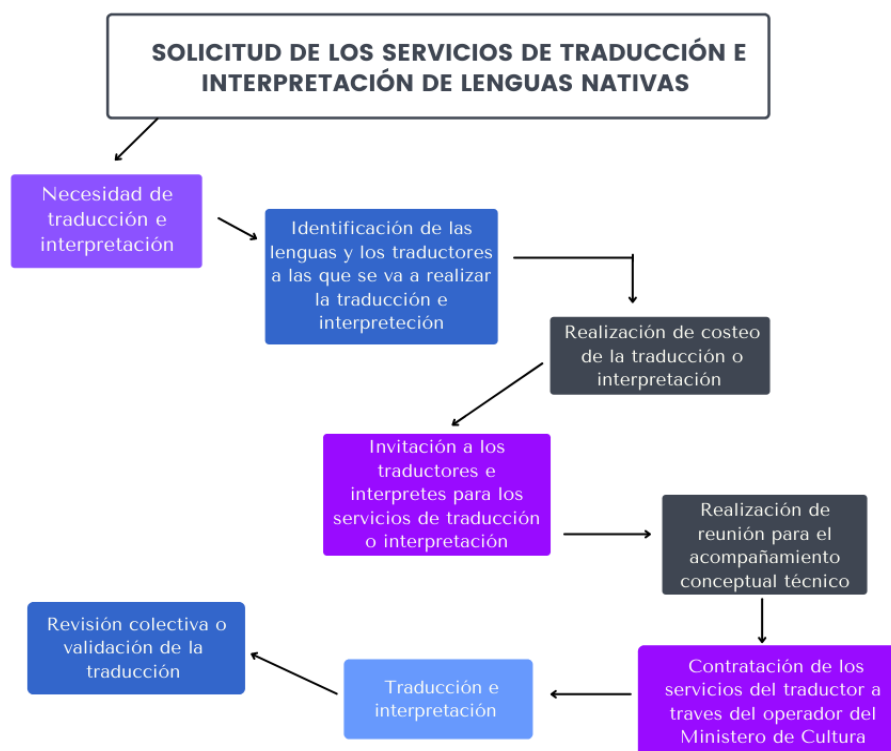 SOLICITUD DE LOS SERVICIOS DE TRADUCCIÓN E
INTERPRETACIÓN DE LENGUAS NATIVAS
Necesidad de
traducción e
interpretación
Identificación de las
lenguas y los traductores
a las que se va a realizar
la traducción e
interpreteción
Realización de costeo
de la traducción o
interpretación
Invitación a los
traductores e
interpretes para los
servicios de traducción
o interpretación
Realización de
reunión para el
acompañamiento
conceptual técnico
Contratación de los
servicios del traductor a
traves del operador del
Ministero de Cultura
Traducción e
interpretación
Revisión colectiva o
validación de la
traducción